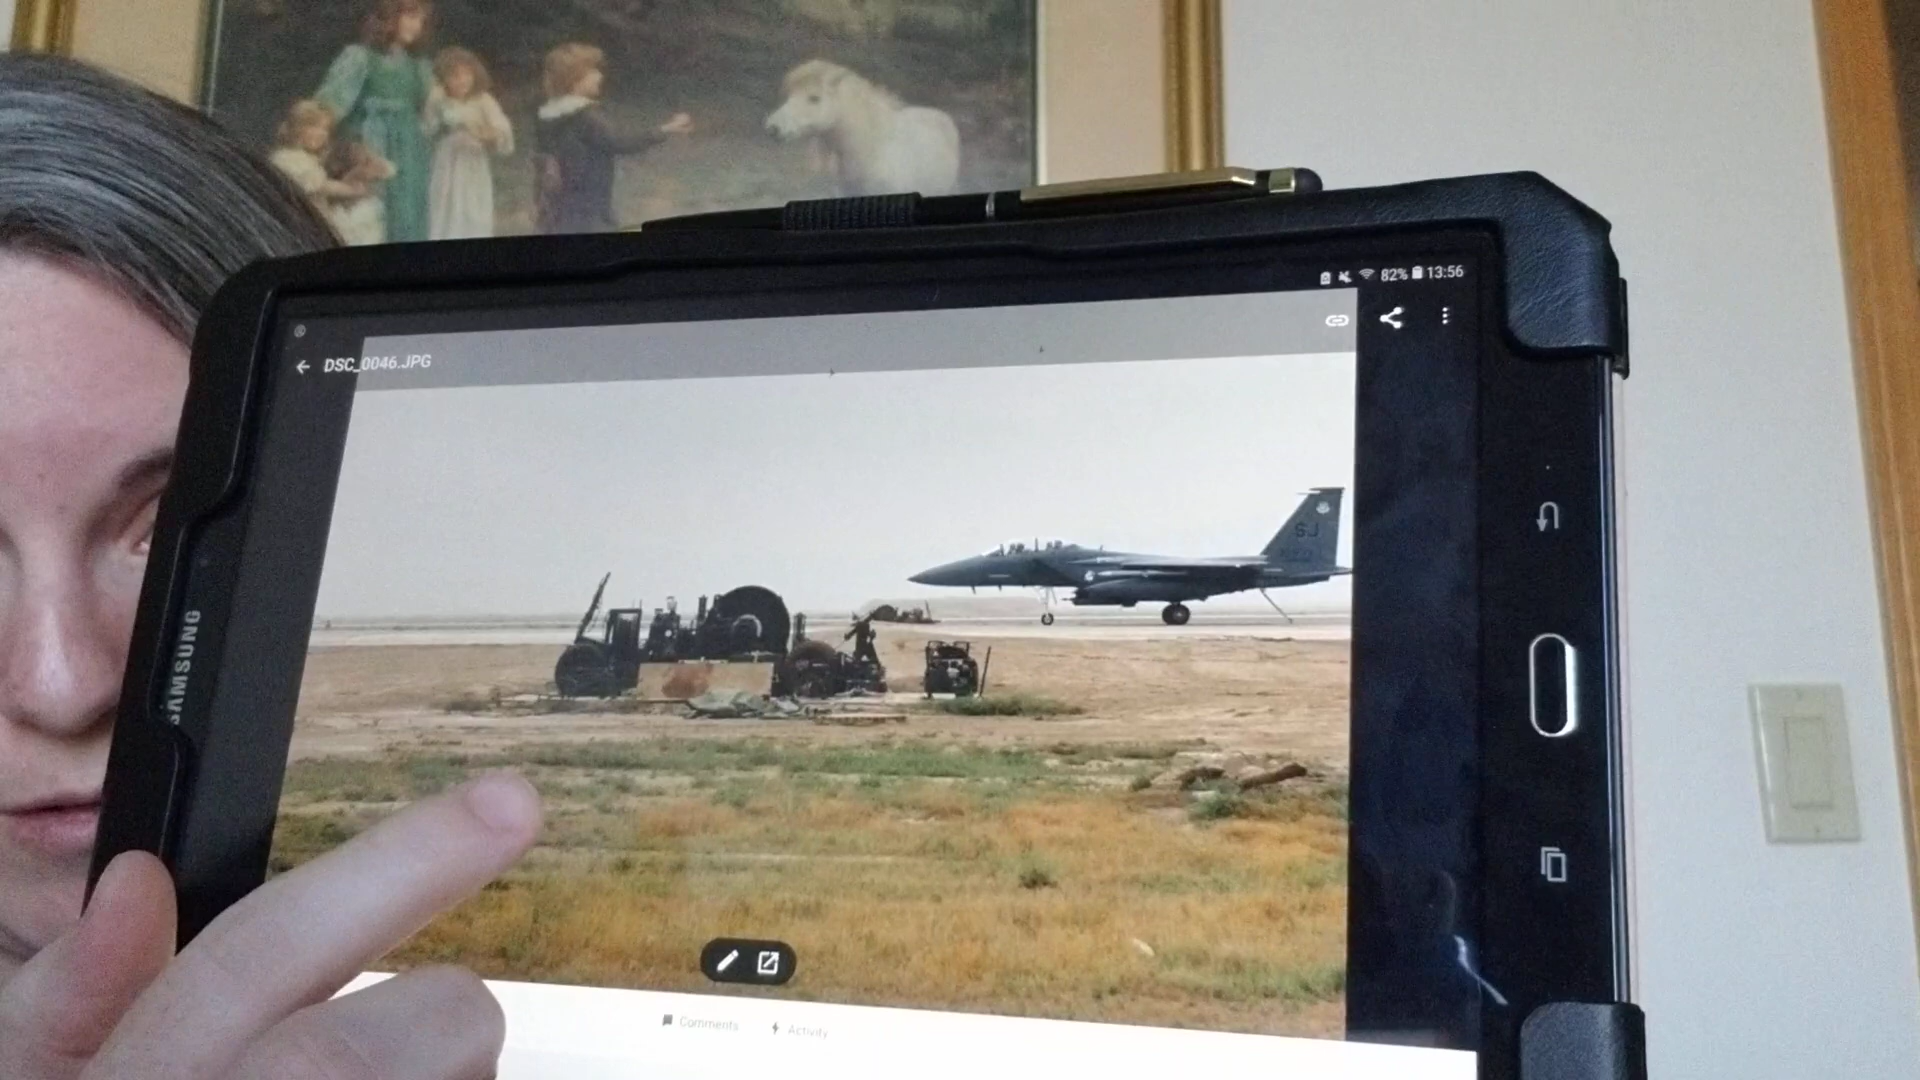 82% 13:56
DSC_0046.JPG
SJ
SAMSUNG
Comments
Activity